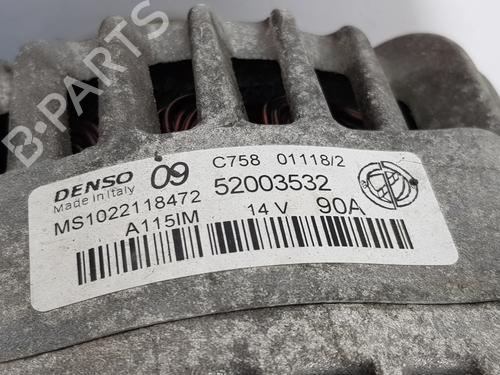 B-PARTS
DENSO 09 C758 01118/2
Made in Italy
52003532
MS1022118472
A115IM 14 V 90A